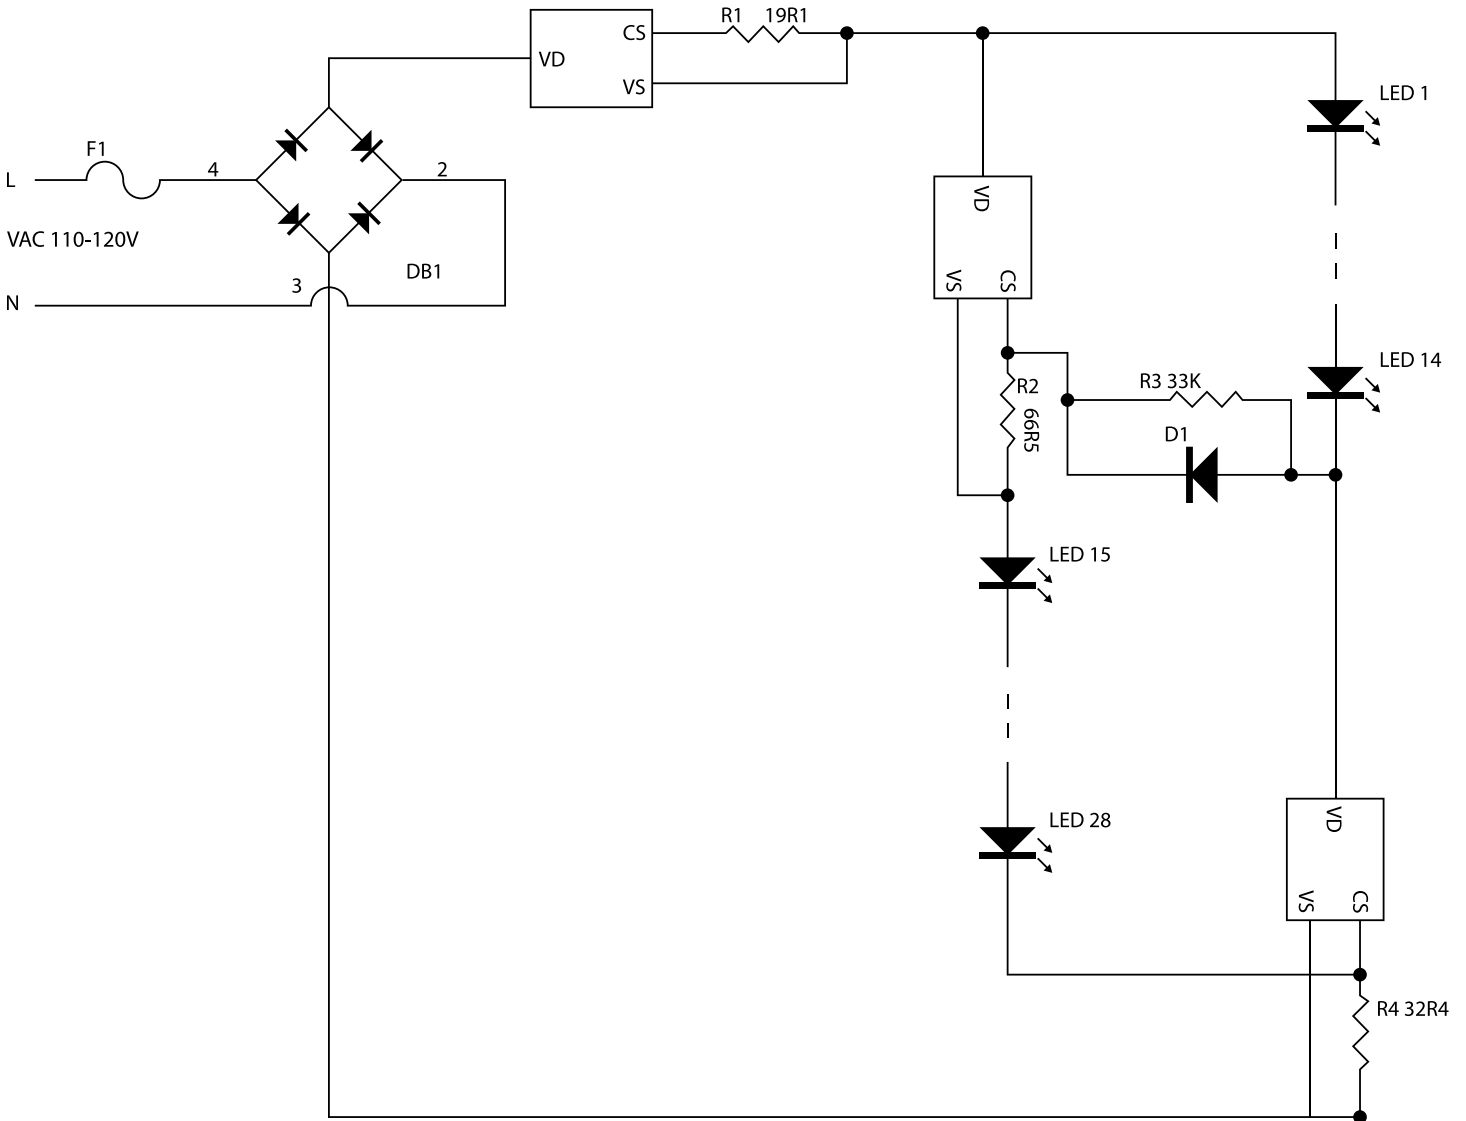 R1 19R1
CS
VD
VS
LED 1
F1
4
2
L
VD
VAC 110-120V
DB1
3
VS
CS
N
LED 14
R3 33K
R2
66R5
D1
LED 15
LED 28
VD
VS
CS
R4 32R4